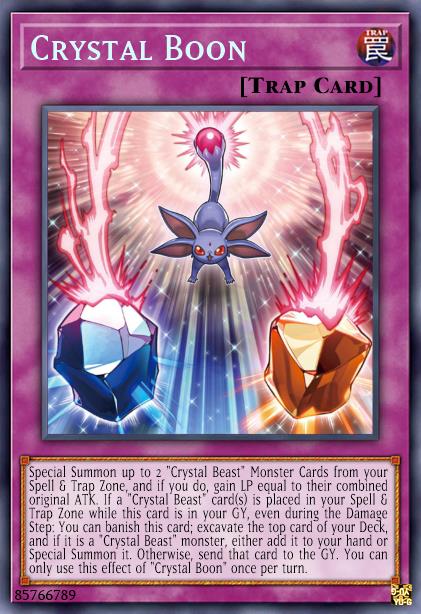 Crystal Boon
TRAP
罠
[Trap Card]
Special Summon up to 2 "Crystal Beast" Monster Cards from your
Spell & Trap Zone, and if you do, gain LP equal to their combined
original ATK. If a "Crystal Beast" card(s) is placed in your Spell &
Trap Zone while this card is in your GY, even during the Damage
Step: You can banish this card; excavate the top card of your Deck,
and if it is a "Crystal Beast" monster, either add it to your hand or
Special Summon it. Otherwise, send that card to the GY. You can
only use this effect of "Crystal Boon" once per turn.
85766789